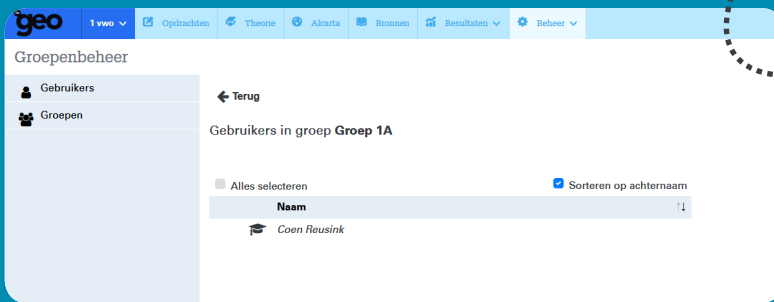 geo
1 vwo Opdrachten Theorie Alcarta Bronnen Resultaten Beheer
Groepenbeheer
Gebruikers
Groepen
Terug
Gebruikers in groep Groep 1A
Alles selecteren Sorteren op achternaam
Naam
Coen Reusink